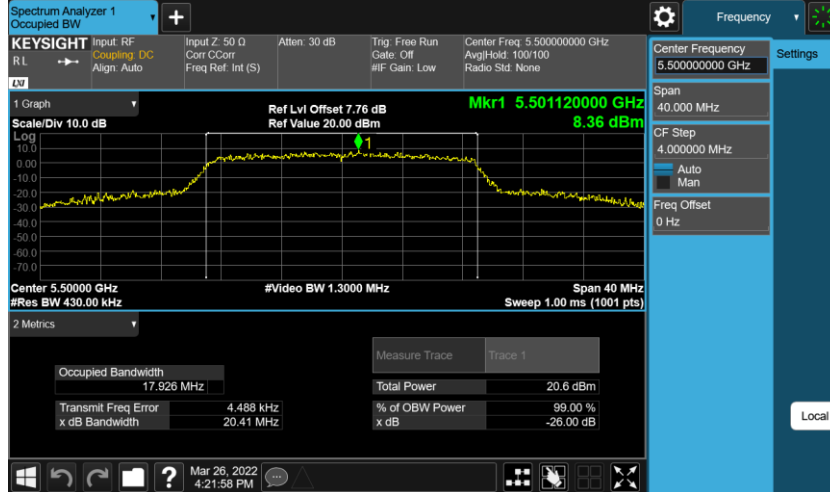 Spectrum Analyzer 1
Occupied BW
Frequency
KEYSIGHT
R L
LXI
Input: RF
Coupling: DC
Align: Auto
Input Z: 50 Ω
Corr CCorr
Freq Ref: Int (S)
Atten: 30 dB
Trig: Free Run
Gate: Off
#IF Gain: Low
Center Freq: 5.500000000 GHz
Avg|Hold: 100/100
Radio Std: None
1 Graph
Scale/Div 10.0 dB
Ref Lvl Offset 7.76 dB
Ref Value 20.00 dBm
Mkr1 5.501120000 GHz
8.36 dBm
Log
10.0
0.00
-10.0
-20.0
-30.0
-40.0
-50.0
-60.0
-70.0
1
Center 5.50000 GHz
#Res BW 430.00 kHz
#Video BW 1.3000 MHz
Span 40 MHz
Sweep 1.00 ms (1001 pts)
2 Metrics
Measure Trace Trace 1
Occupied Bandwidth
17.926 MHz
Total Power 20.6 dBm
Transmit Freq Error 4.488 kHz
x dB Bandwidth 20.41 MHz
% of OBW Power 99.00 %
x dB -26.00 dB
Mar 26, 2022
4:21:58 PM
Center Frequency
5.500000000 GHz
Settings
Span
40.000 MHz
CF Step
4.000000 MHz
Auto
Man
Freq Offset
0 Hz
Local